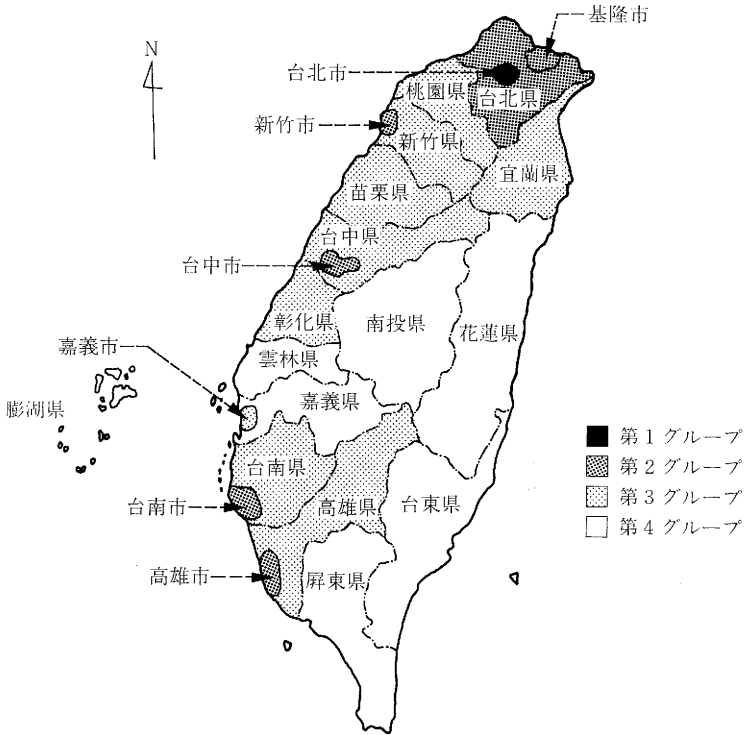 基隆市
N
台北市
桃園県
台北県
新竹市
新竹県
宜蘭県
苗栗県
台中県
台中市
彰化県
南投県
花蓮県
嘉義市
雲林県
嘉義県
膨湖県
台南県
台南市
高雄県
台東県
高雄市
屏東県
第1グループ
第2グループ
第3グループ
第4グループ